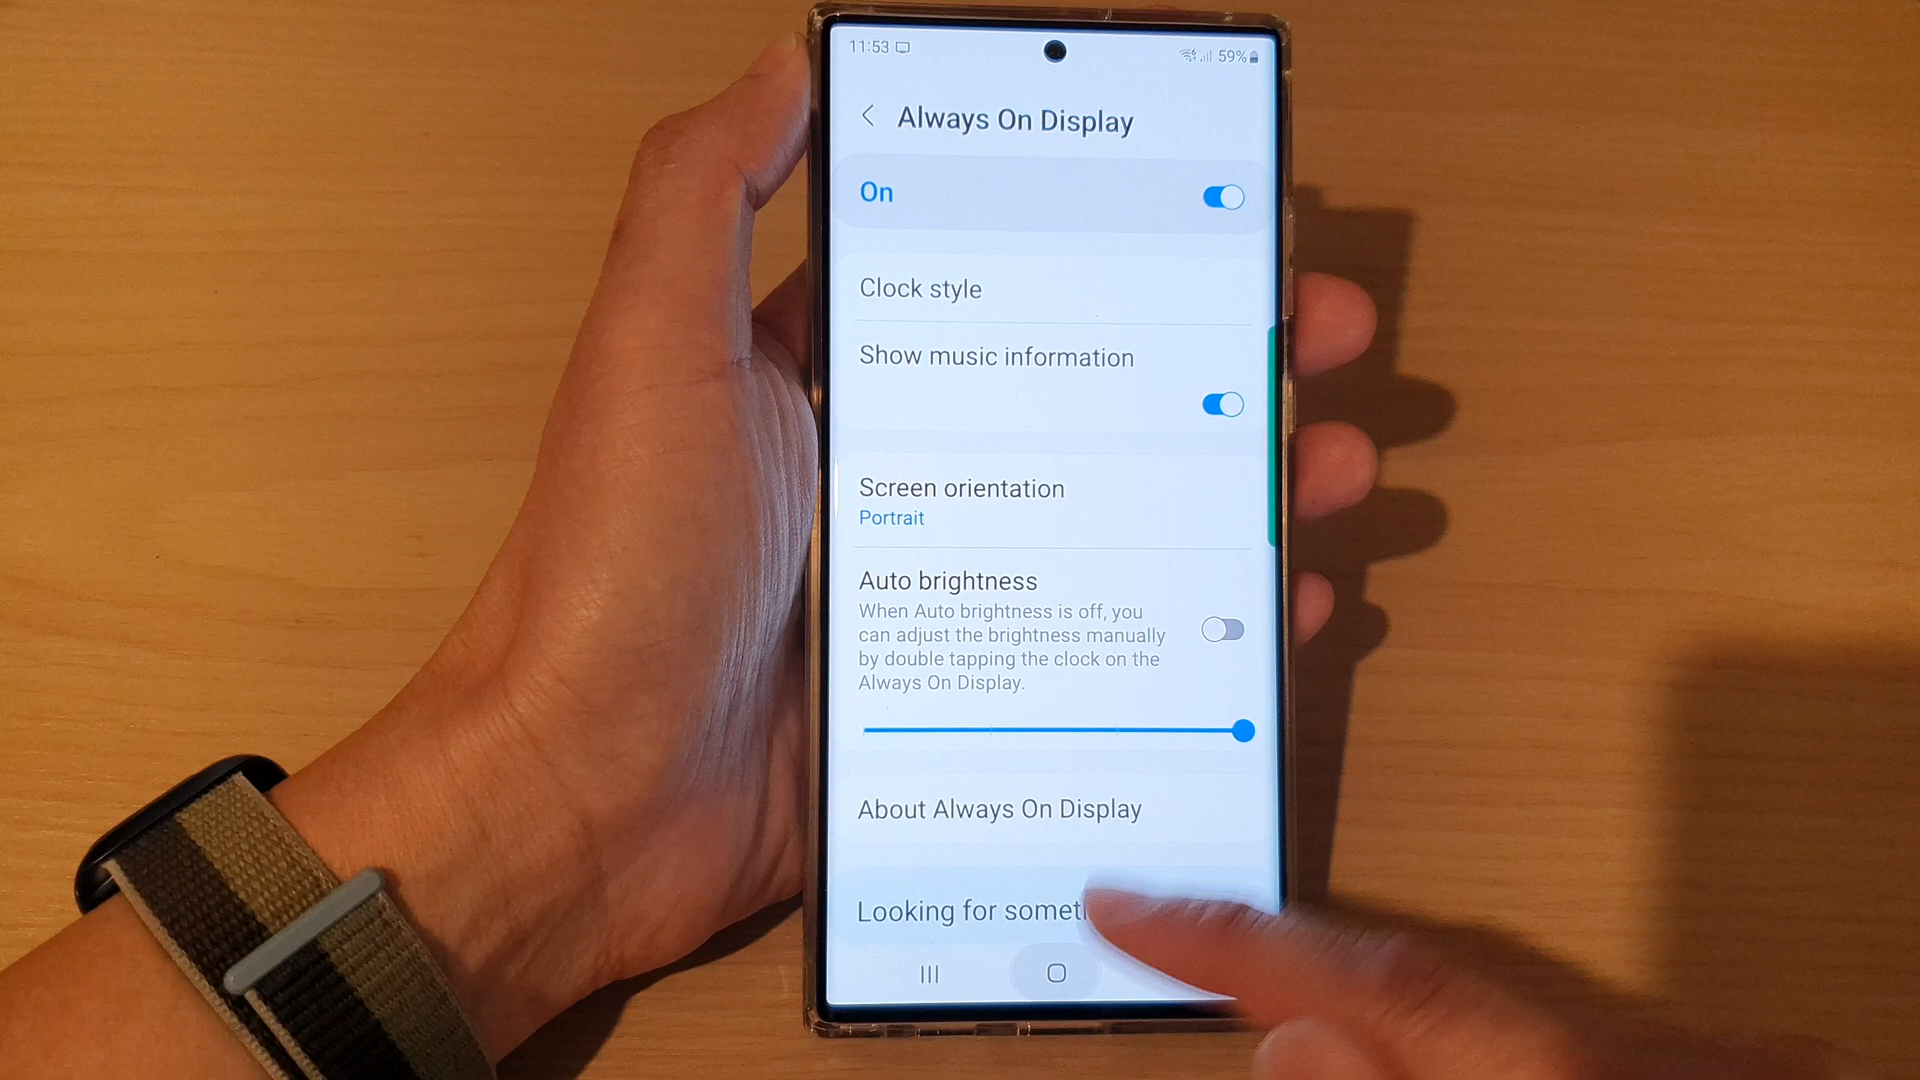 11:53
59%
Always On Display
On
Clock style
Show music information
Screen orientation
Portrait
Auto brightness
When Auto brightness is off, you
can adjust the brightness manually
by double tapping the clock on the
Always On Display.
About Always On Display
Looking for